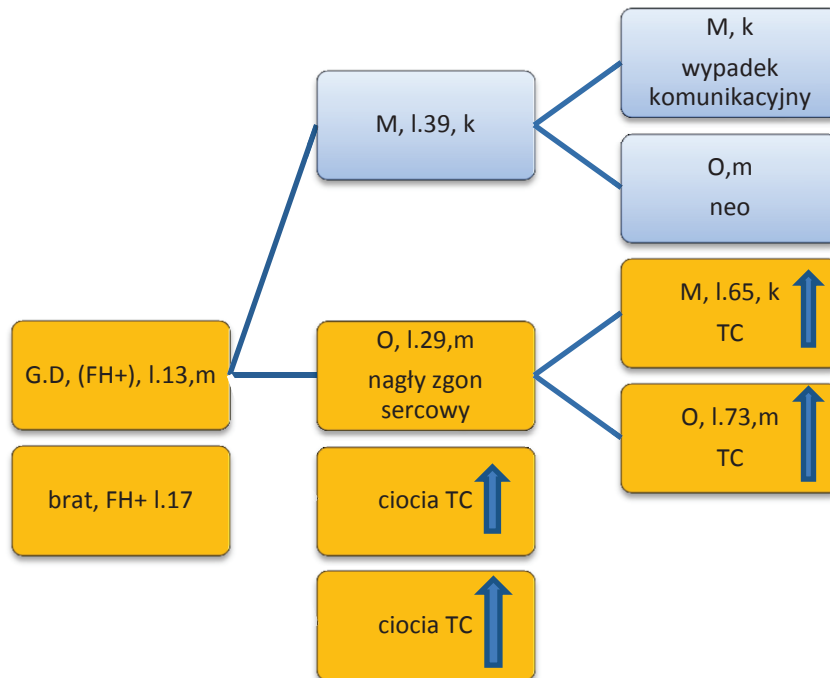 M, k
wypadek
komunikacyjny
M, l.39, k
O,m
neo
M, l.65, k
TC
G.D, (FH+), l.13,m
O, l.29,m
nagły zgon
sercowy
O, l.73,m
TC
brat, FH+ l.17
ciocia TC
ciocia TC